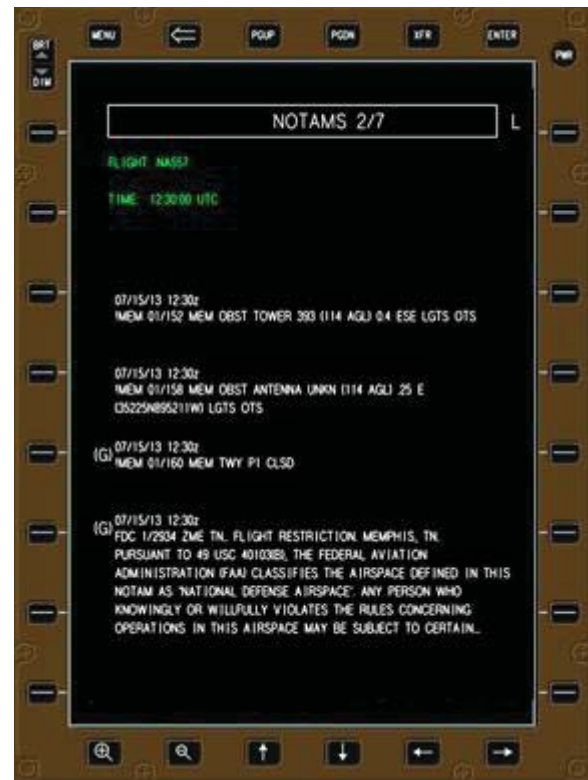 MENU PGUP PGDN XFR ENTER
BRT
DIM
PWR
NOTAMS 2/7 L
FLIGHT NA557
TIME: 12:30:00 UTC
07/15/13 12:30z
!MEM 01/152 MEM OBST TOWER 393 (114 AGL) 0.4 ESE LGTS OTS
07/15/13 12:30z
!MEM 01/158 MEM OBST ANTENNA UNKN (114 AGL) .25 E
(352251N895211W) LGTS OTS
(G) 07/15/13 12:30z
!MEM 01/160 MEM TWY P1 CLSD
(G) 07/15/13 12:30z
FDC 1/2934 ZME TN.. FLIGHT RESTRICTION. MEMPHIS, TN.
PURSUANT TO 49 USC 40103(B), THE FEDERAL AVIATION
ADMINISTRATION (FAA) CLASSIFIES THE AIRSPACE DEFINED IN THIS
NOTAM AS "NATIONAL DEFENSE AIRSPACE". ANY PERSON WHO
KNOWINGLY OR WILLFULLY VIOLATES THE RULES CONCERNING
OPERATIONS IN THIS AIRSPACE MAY BE SUBJECT TO CERTAIN...